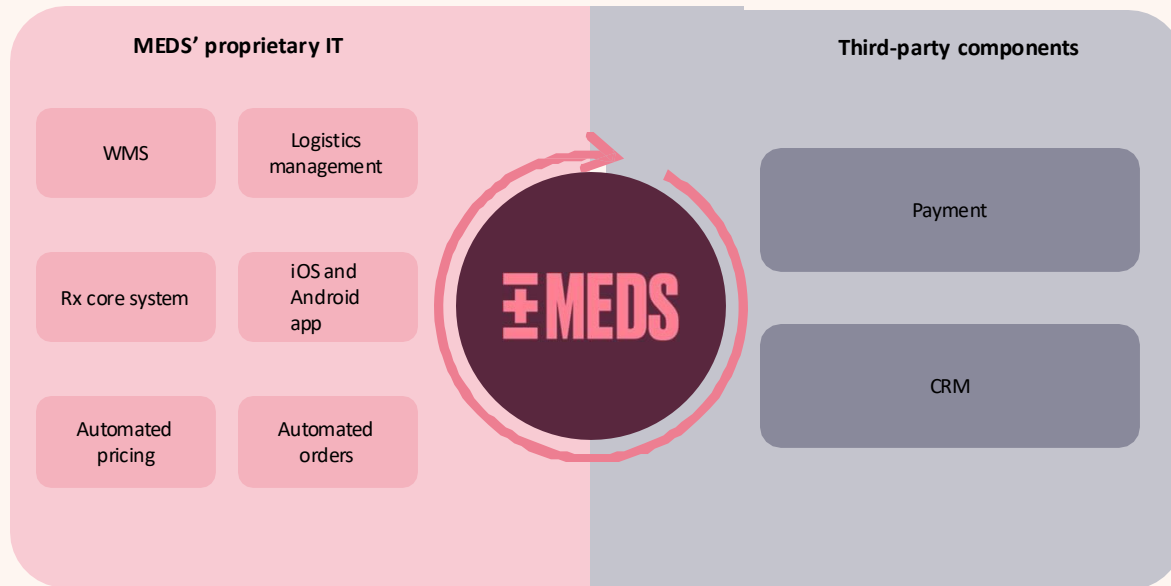 MEDS’ proprietary IT
Third-party components
WMS
Logistics
management
Rx core system
iOS and
Android
app
Automated
pricing
Automated
orders
MEDS
Payment
CRM